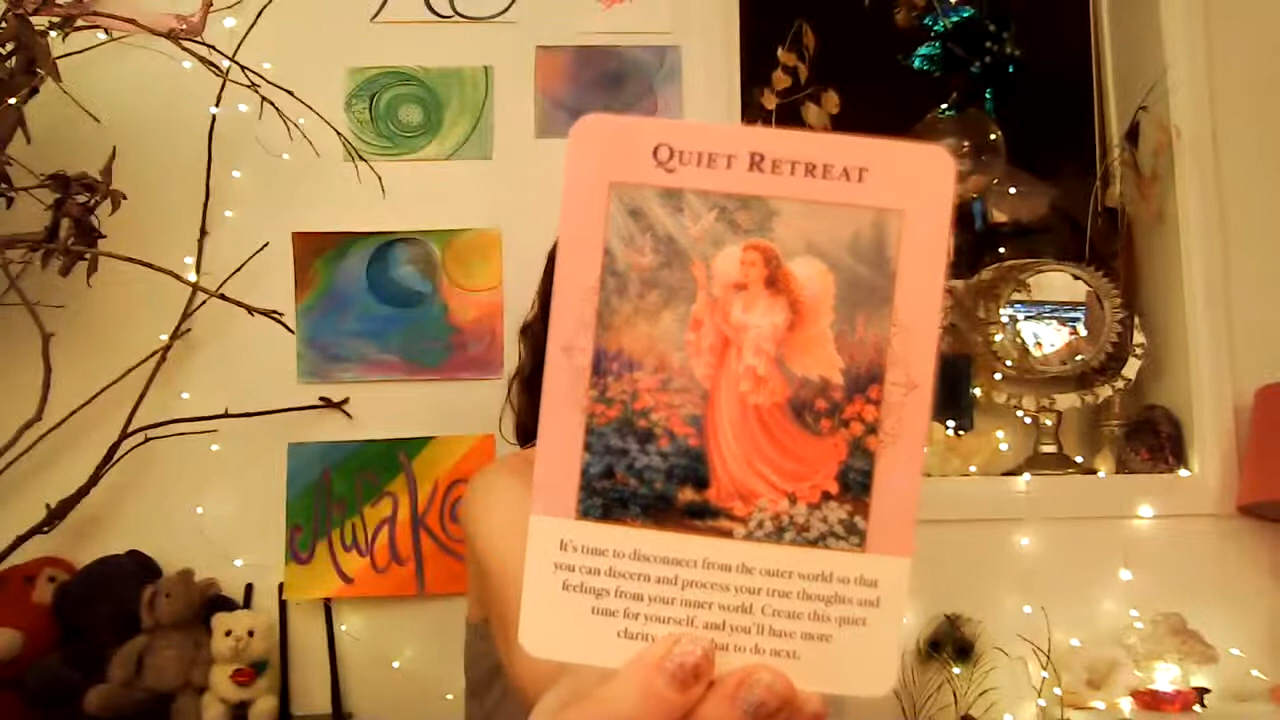 QUIET RETREAT
Awake
It's time to disconnect from the outer world so that
you can discern and process your true thoughts and
feelings from your inner world. Create this quiet
time for yourself, and you'll have more
clarity to do next.